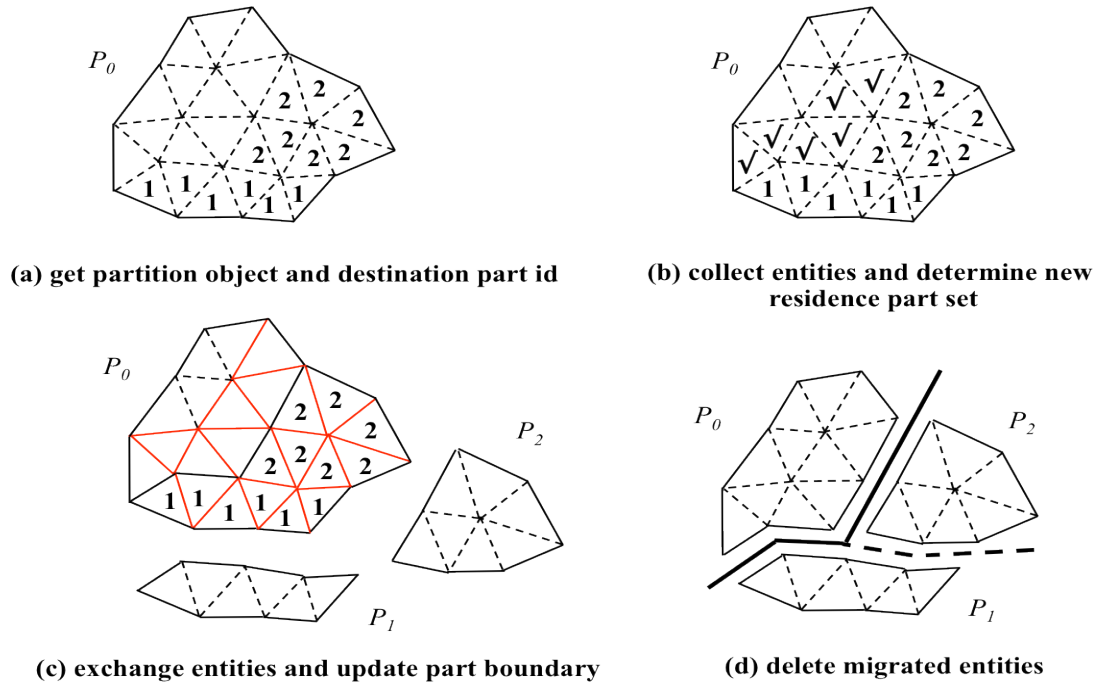 P0
2 2
2
2 2 2 2
1 1 1 1 1 1
(a) get partition object and destination part id
P0
√ √ 2 2
2
√ √ √ √ 2 2 2 2
1 1 1 1 1 1
(b) collect entities and determine new
residence part set
P0
2 2
2
2 2 2 2
1 1 1 1 1 1
P2
P1
(c) exchange entities and update part boundary
P0
P2
P1
(d) delete migrated entities